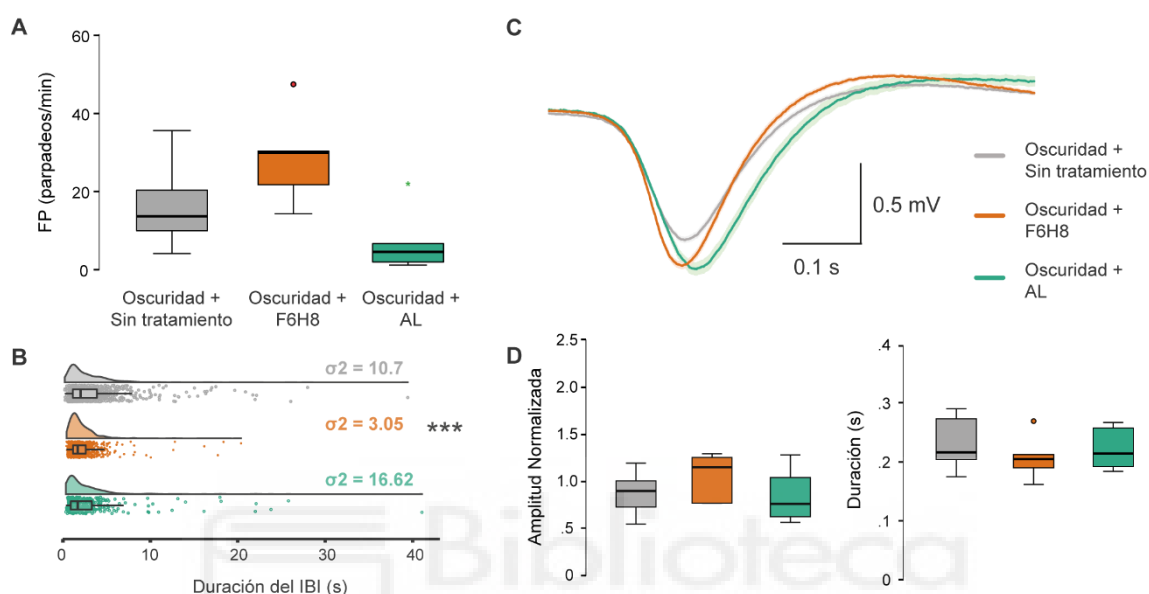 A
60
40
20
0
FP (parpadeos/min)
Oscuridad +
Sin tratamiento
Oscuridad +
F6H8
Oscuridad +
AL
B
σ2 = 10.7
σ2 = 3.05
***
σ2 = 16.62
0
10
20
30
40
Duración del IBI (s)
C
0.5 mV
0.1 s
Oscuridad +
Sin tratamiento
Oscuridad +
F6H8
Oscuridad +
AL
D
Amplitud Normalizada
2.5
2.0
1.5
1.0
.5
0
Duración (s)
.4
.3
.2
.1
0
Biblioteca